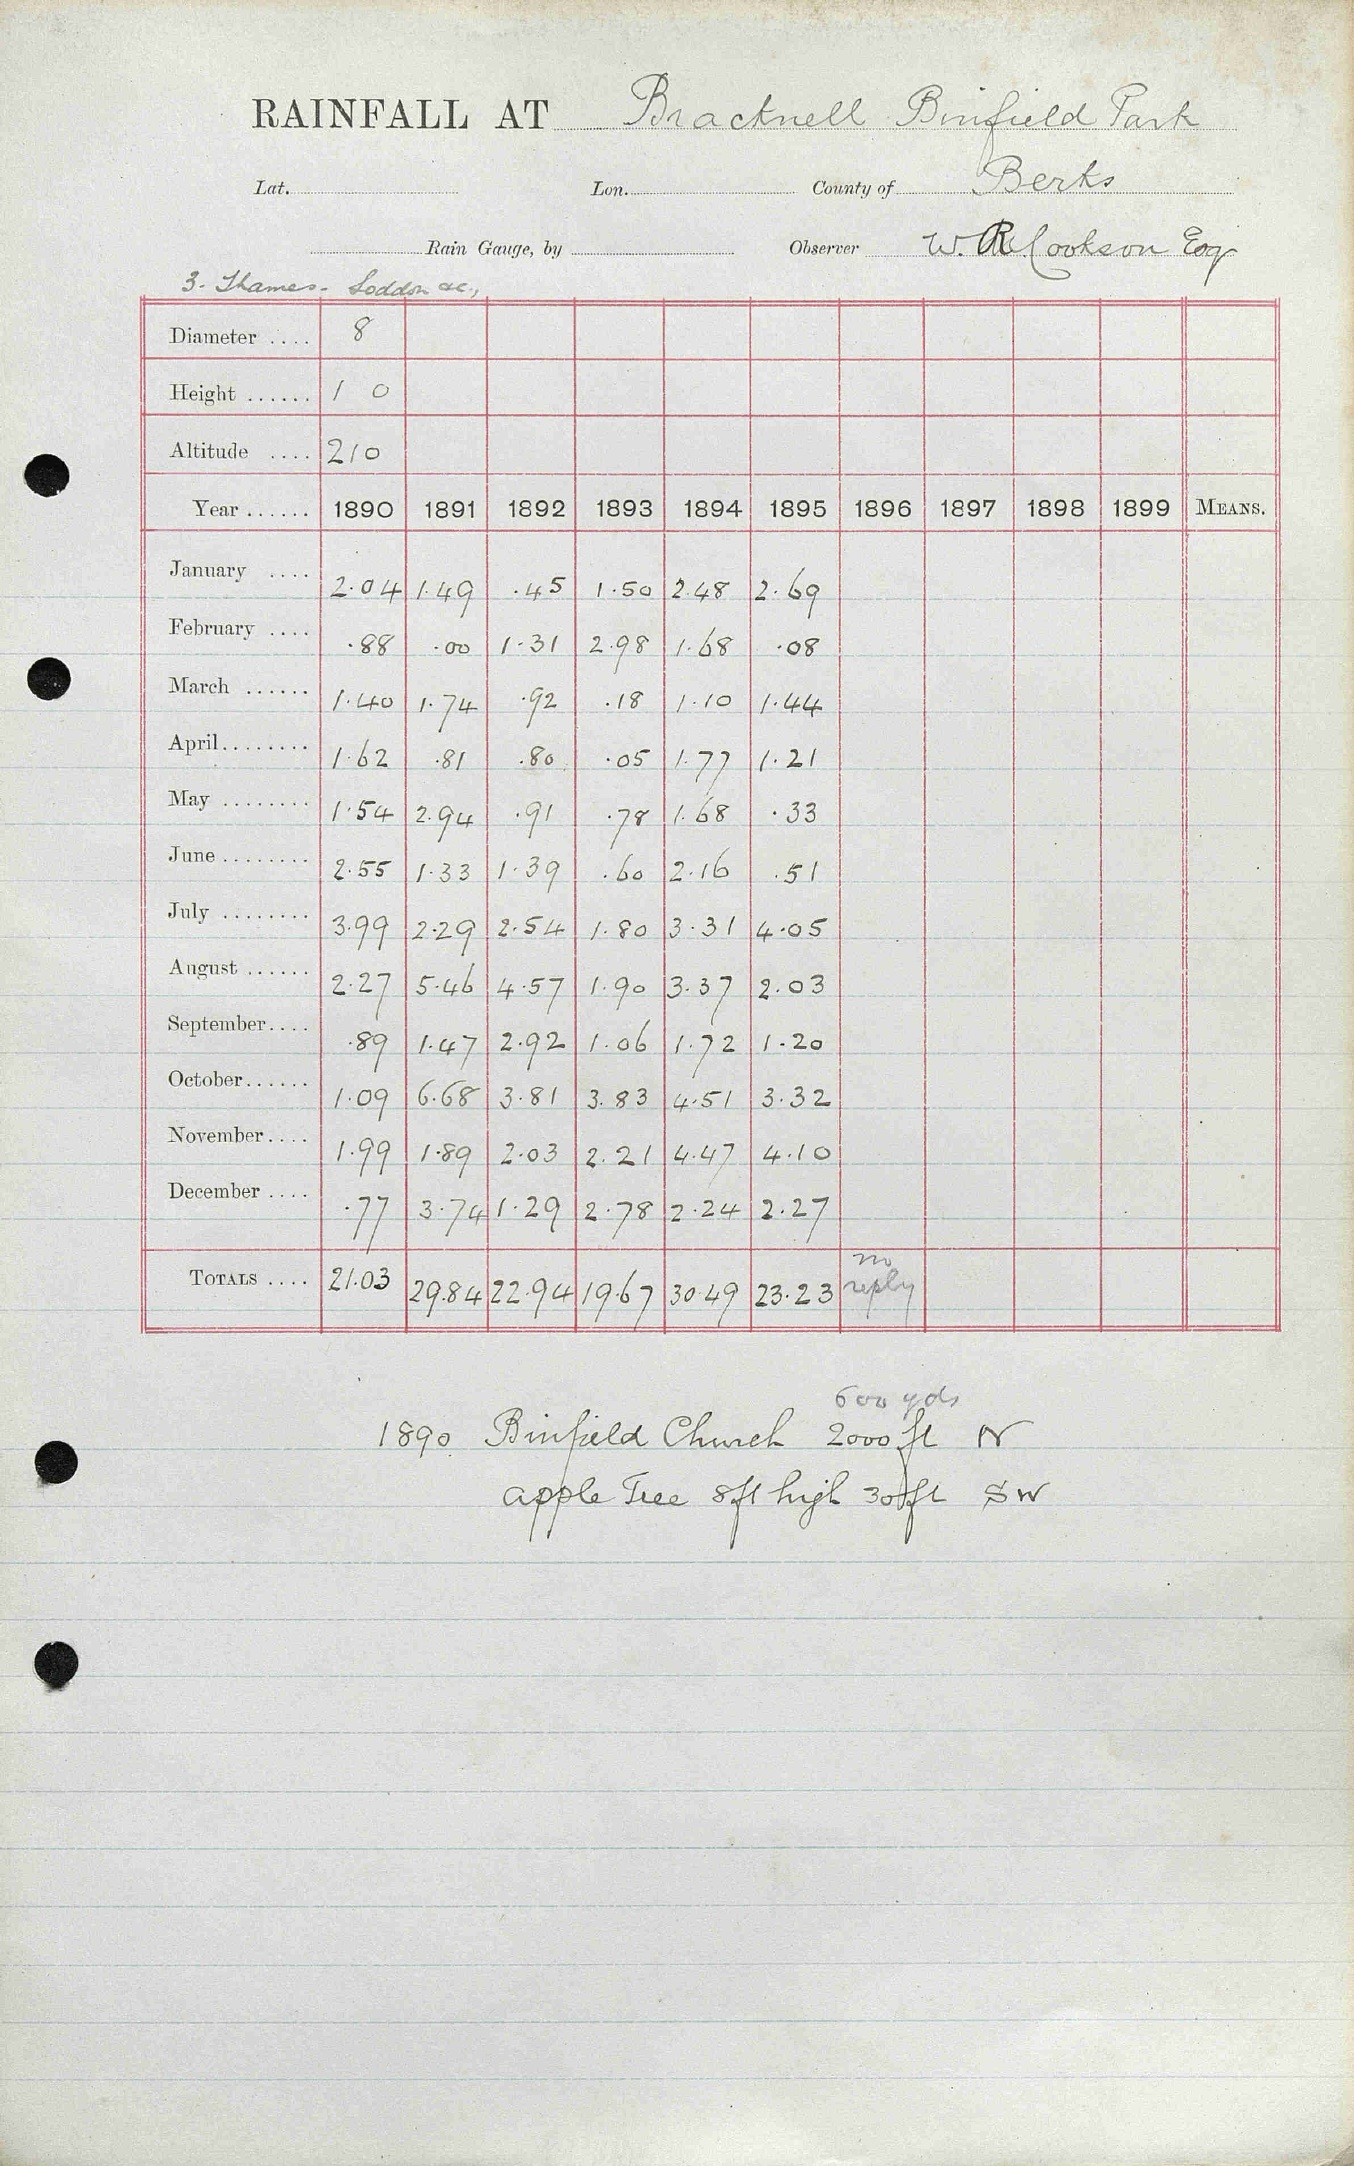 RAINFALL AT Bracknell Binfield Park
Lat. Lon. County of Berks
Rain Gauge, by Observer W. R. Cookson Esq
3. Thames. Loddon &c.,
Diameter .... 8
Height ...... 1 0
Altitude .... 210
Year ...... 1890 1891 1892 1893 1894 1895 1896 1897 1898 1899 MEANS.
January .... 2.04 1.49 .45 1.50 2.48 2.69
February .... .88 .00 1.31 2.98 1.68 .08
March ...... 1.40 1.74 .92 .18 1.10 1.44
April........ 1.62 .81 .80 .05 1.77 1.21
May ........ 1.54 2.94 .91 .78 1.68 .33
June........ 2.55 1.33 1.39 .60 2.16 .51
July ........ 3.99 2.29 2.54 1.80 3.31 4.05
August ...... 2.27 5.46 4.57 1.90 3.37 2.03
September.... .89 1.47 2.92 1.06 1.72 1.20
October...... 1.09 6.68 3.81 3.83 4.51 3.32
November.... 1.99 1.89 2.03 2.21 4.47 4.10
December .... .77 3.74 1.29 2.78 2.24 2.27
TOTALS .... 21.03 29.84 22.94 19.67 30.49 23.23 no reply
600 yds
1890 Binfield Church 2000 ft N
apple Tree 8ft high 30 ft SW